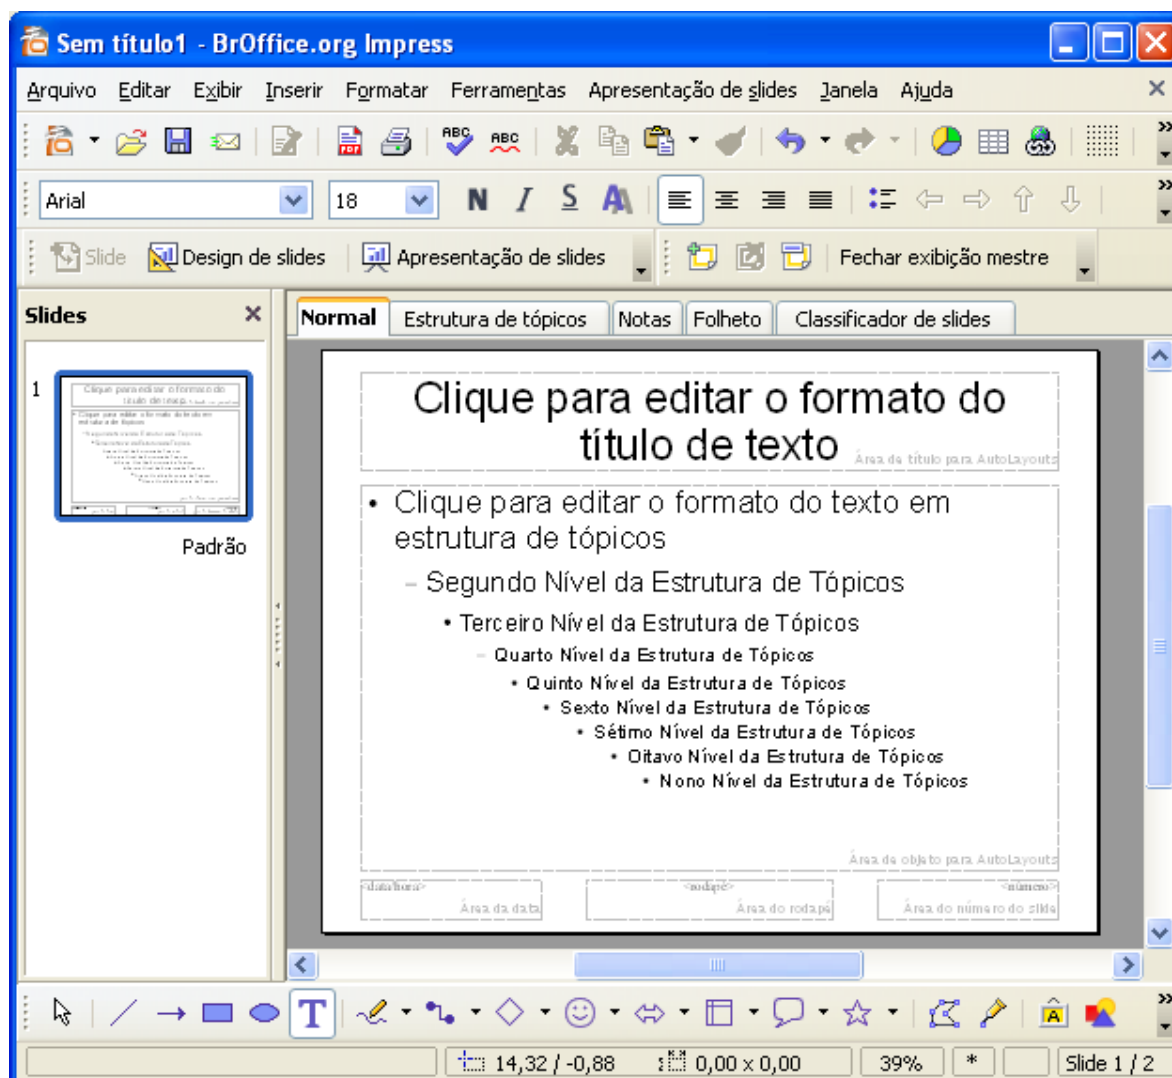 Sem título1 - BrOffice.org Impress
Arquivo Editar Exibir Inserir Formatar Ferramentas Apresentação de slides Janela Ajuda
ABC ABC
Arial 18 N I S A
Slide Design de slides Apresentação de slides Fechar exibição mestre
Slides
Normal Estrutura de tópicos Notas Folheto Classificador de slides
1
Padrão
Clique para editar o formato do
título de texto
Área de título para AutoLayouts
• Clique para editar o formato do texto em
estrutura de tópicos
– Segundo Nível da Estrutura de Tópicos
• Terceiro Nível da Estrutura de Tópicos
– Quarto Nível da Estrutura de Tópicos
• Quinto Nível da Estrutura de Tópicos
• Sexto Nível da Estrutura de Tópicos
• Sétimo Nível da Estrutura de Tópicos
• Oitavo Nível da Estrutura de Tópicos
• Nono Nível da Estrutura de Tópicos
Área de objeto para AutoLayouts
<data/hora> <rodapé> <número>
Área da data Área do rodapé Área do número do slide
T A
14,32 / -0,88 0,00 x 0,00 39% * Slide 1 / 2